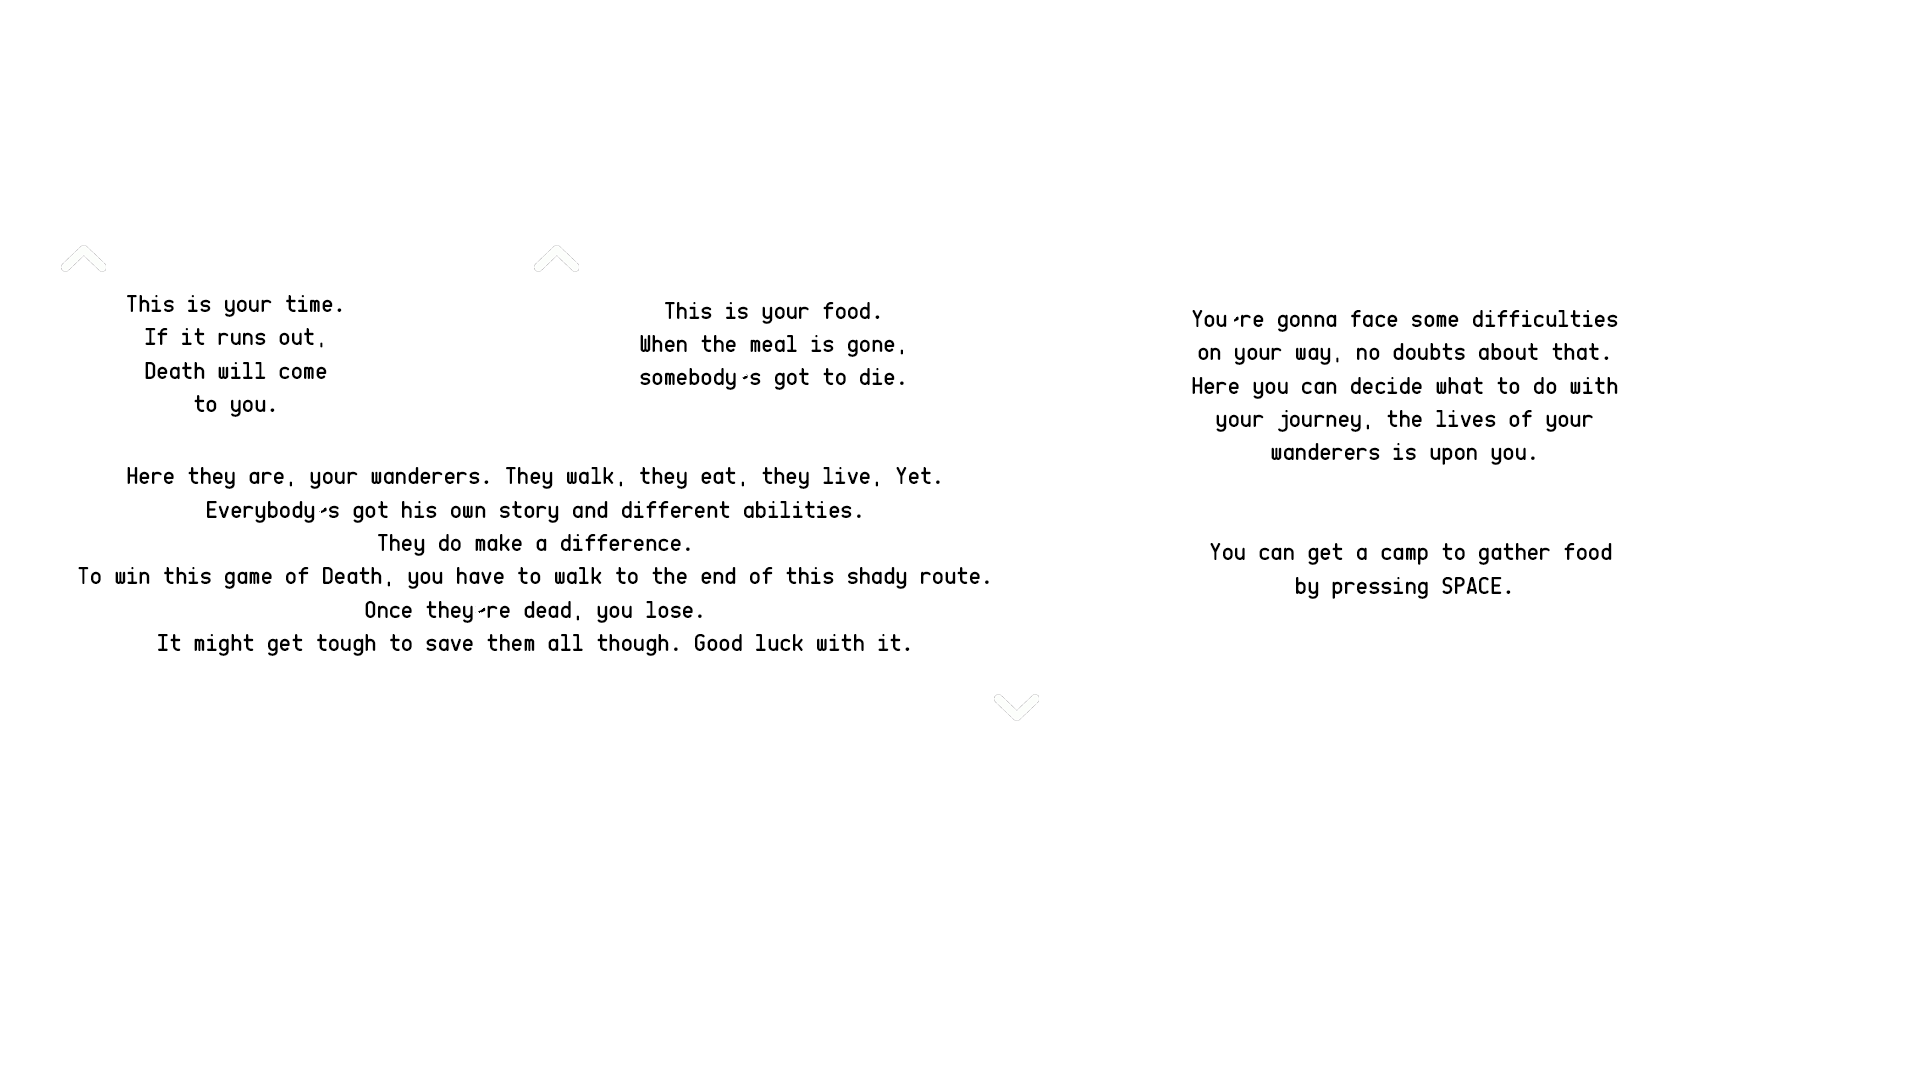 This is your time.
If it runs out,
Death will come
to you.
This is your food.
When the meal is gone,
somebody's got to die.
Here they are, your wanderers. They walk, they eat, they live, Yet.
Everybody's got his own story and different abilities.
They do make a difference.
To win this game of Death, you have to walk to the end of this shady route.
Once they're dead, you lose.
It might get tough to save them all though. Good luck with it.
You're gonna face some difficulties
on your way, no doubts about that.
Here you can decide what to do with
your journey, the lives of your
wanderers is upon you.
You can get a camp to gather food
by pressing SPACE.